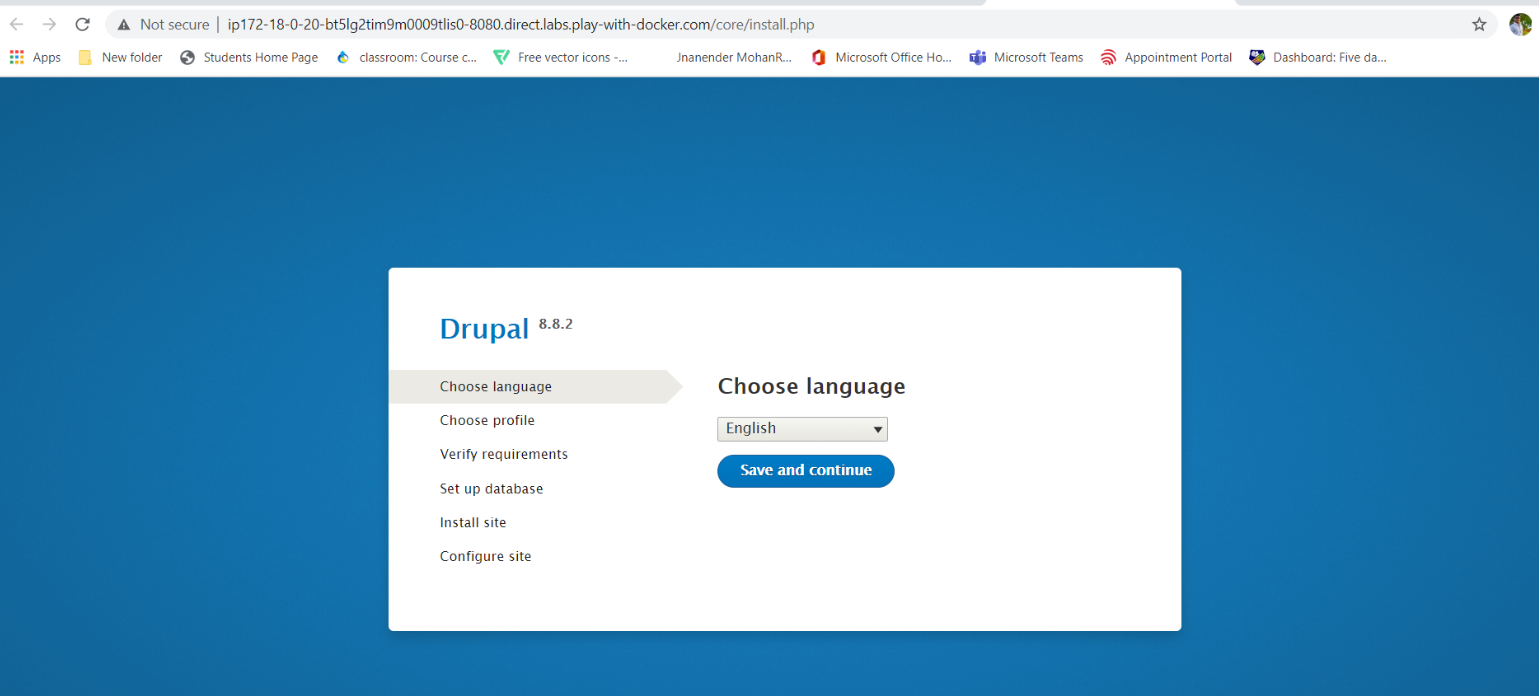 Not secure | ip172-18-0-20-bt5lg2tim9m0009tlis0-8080.direct.labs.play-with-docker.com/core/install.php
Apps New folder Students Home Page classroom: Course c... Free vector icons -... Jnanender MohanR... Microsoft Office Ho... Microsoft Teams Appointment Portal Dashboard: Five da...
Drupal 8.8.2
Choose language
Choose profile
Verify requirements
Set up database
Install site
Configure site
Choose language
English
Save and continue